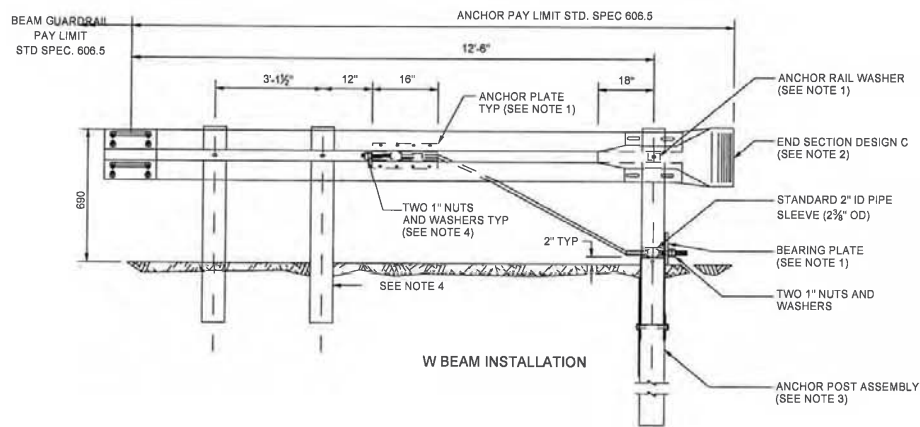 BEAM GUARDRAIL
PAY LIMIT
STD SPEC. 606.5
ANCHOR PAY LIMIT STD. SPEC 606.5
12'-6"
3'-1½"
12"
16"
18"
ANCHOR PLATE
TYP (SEE NOTE 1)
ANCHOR RAIL WASHER
(SEE NOTE 1)
END SECTION DESIGN C
(SEE NOTE 2)
690
TWO 1" NUTS
AND WASHERS TYP
(SEE NOTE 4)
2" TYP
STANDARD 2" ID PIPE
SLEEVE (2⅜" OD)
BEARING PLATE
(SEE NOTE 1)
SEE NOTE 4
TWO 1" NUTS AND
WASHERS
W BEAM INSTALLATION
ANCHOR POST ASSEMBLY
(SEE NOTE 3)